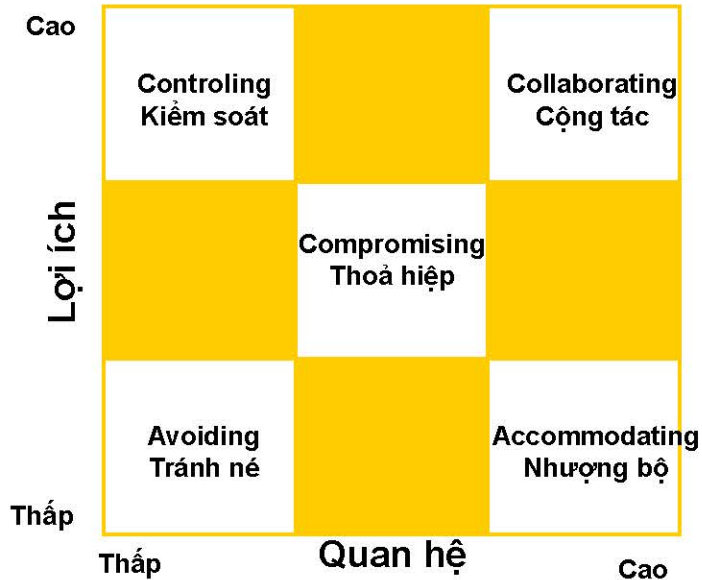 Cao
Controling
Kiểm soát
Collaborating
Cộng tác
Lợi ích
Compromising
Thoả hiệp
Avoiding
Tránh né
Accommodating
Nhượng bộ
Thấp
Thấp
Quan hệ
Cao